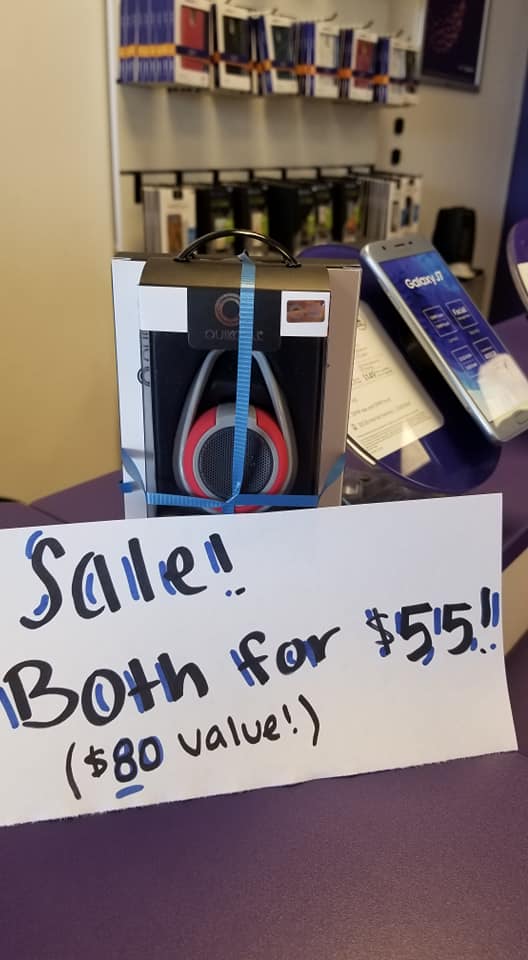 Galaxy J7
Sale!!
Both for $55!!
($80 value!)